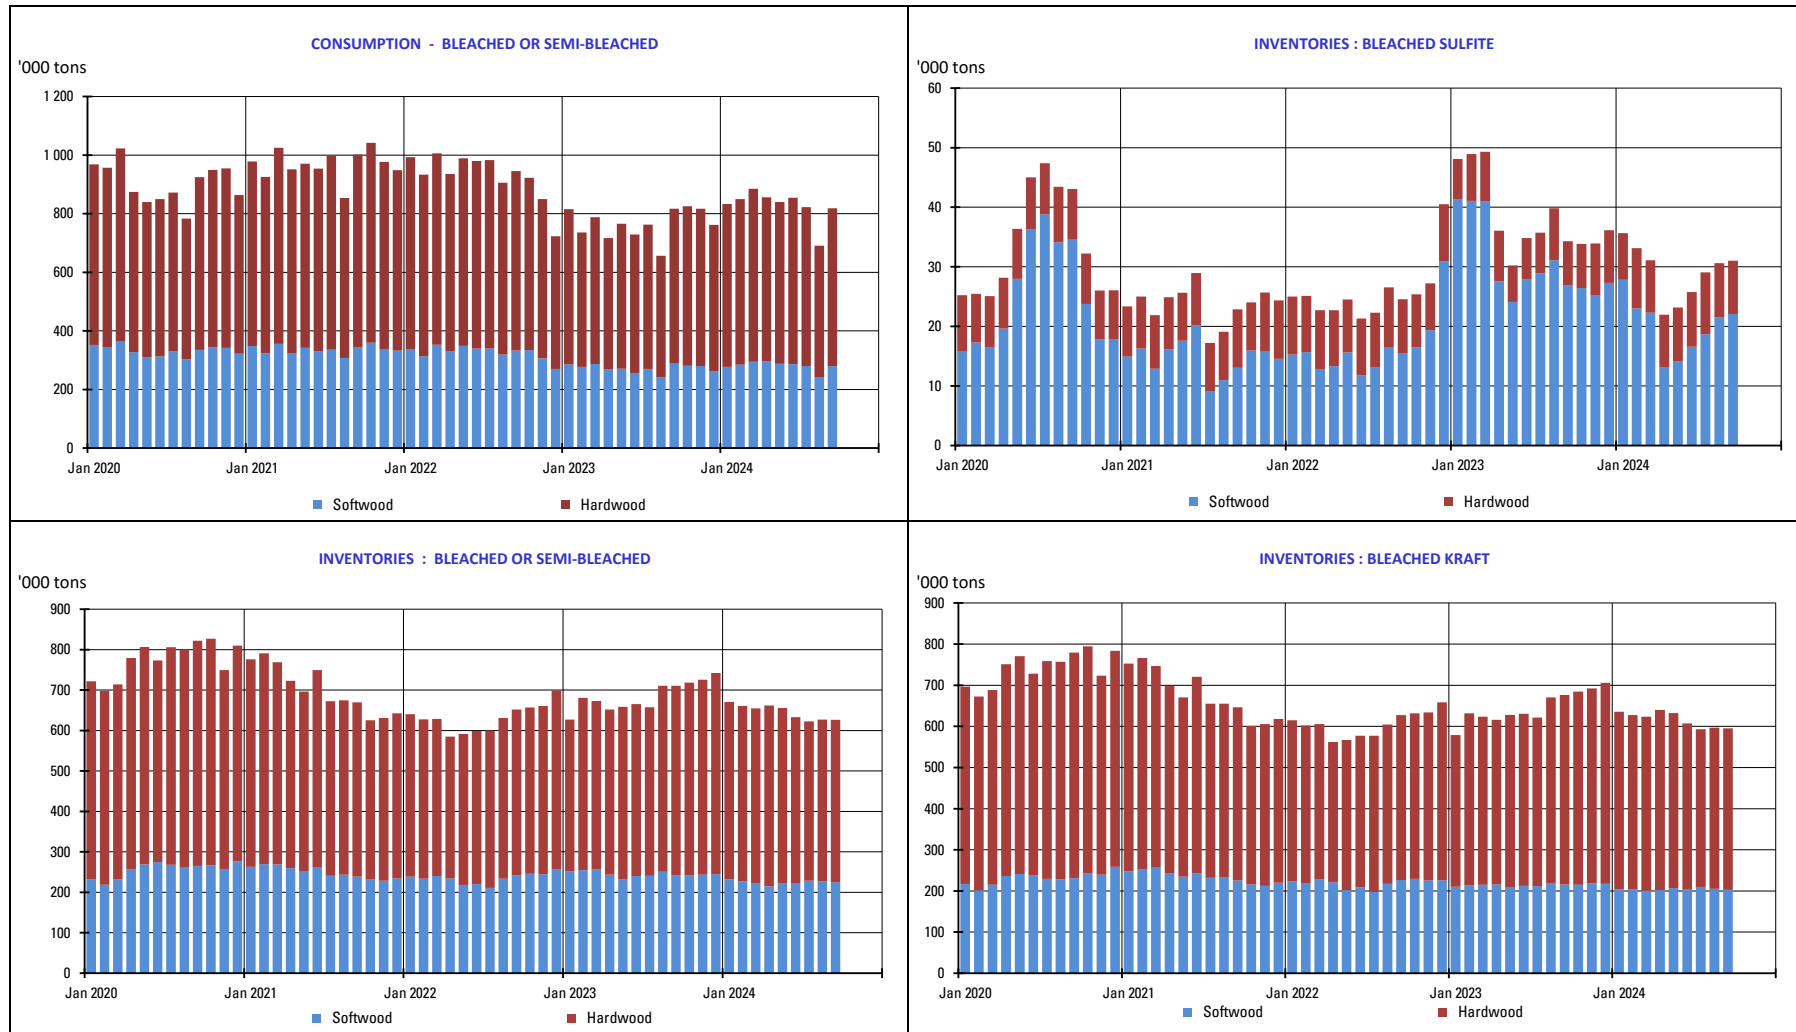 CONSUMPTION - BLEACHED OR SEMI-BLEACHED
'000 tons
1 200
1 000
800
600
400
200
0
Jan 2020 Jan 2021 Jan 2022 Jan 2023 Jan 2024
Softwood Hardwood
INVENTORIES : BLEACHED SULFITE
'000 tons
60
50
40
30
20
10
0
Jan 2020 Jan 2021 Jan 2022 Jan 2023 Jan 2024
Softwood Hardwood
INVENTORIES : BLEACHED OR SEMI-BLEACHED
'000 tons
900
800
700
600
500
400
300
200
100
0
Jan 2020 Jan 2021 Jan 2022 Jan 2023 Jan 2024
Softwood Hardwood
INVENTORIES : BLEACHED KRAFT
'000 tons
900
800
700
600
500
400
300
200
100
0
Jan 2020 Jan 2021 Jan 2022 Jan 2023 Jan 2024
Softwood Hardwood